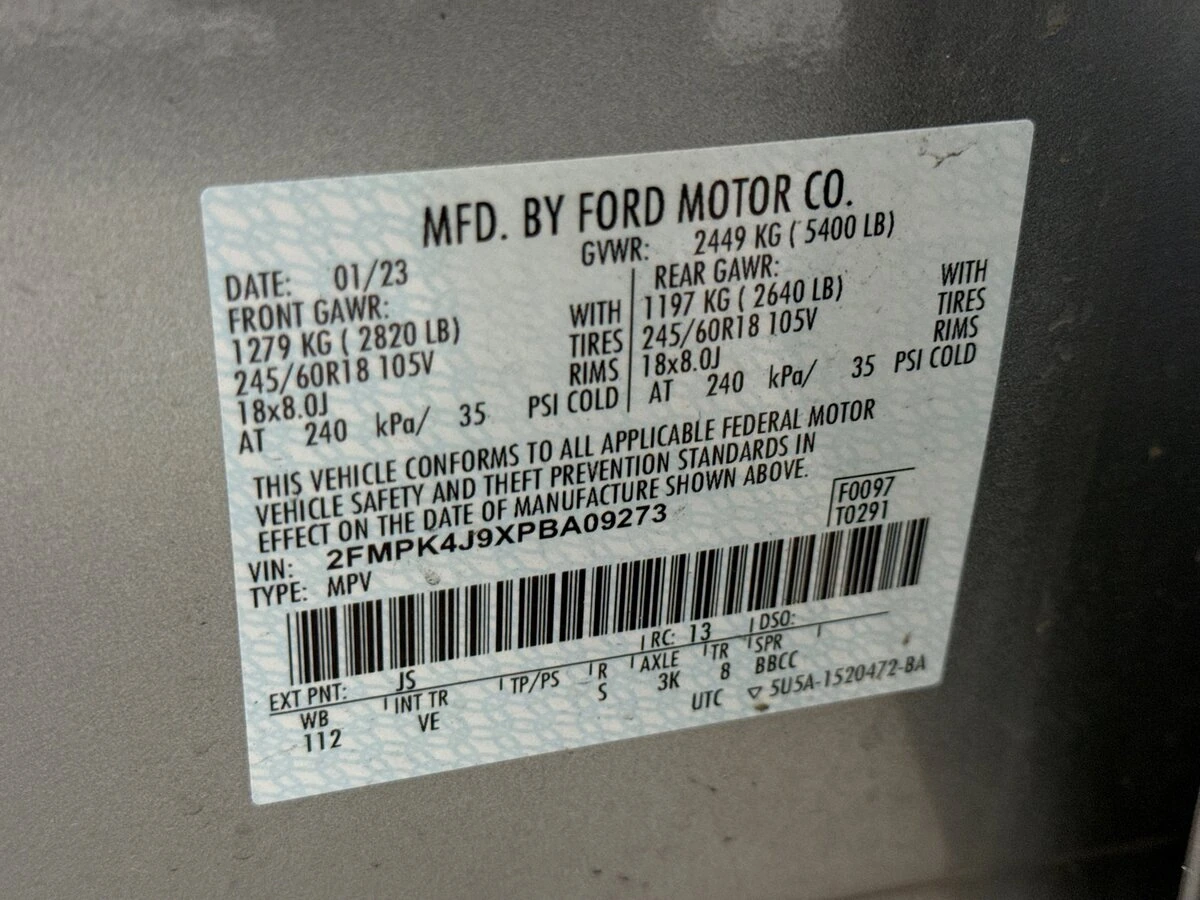 MFD. BY FORD MOTOR CO.
DATE: 01/23 GVWR: 2449 KG ( 5400 LB)
FRONT GAWR: REAR GAWR:
1279 KG ( 2820 LB) WITH 1197 KG ( 2640 LB) WITH
245/60R18 105V TIRES 245/60R18 105V TIRES
18x8.0J RIMS 18x8.0J RIMS
AT 240 kPa/ 35 PSI COLD AT 240 kPa/ 35 PSI COLD
THIS VEHICLE CONFORMS TO ALL APPLICABLE FEDERAL MOTOR
VEHICLE SAFETY AND THEFT PREVENTION STANDARDS IN
EFFECT ON THE DATE OF MANUFACTURE SHOWN ABOVE.
VIN: 2FMPK4J9XPBA09273 F0097
TYPE: MPV T0291
EXT PNT: JS RC: 13 DSO:
WB INT TR TP/PS R AXLE TR SPR
112 VE S 3K 8 BBCC
UTC ▽ 5U5A-1520472-BA